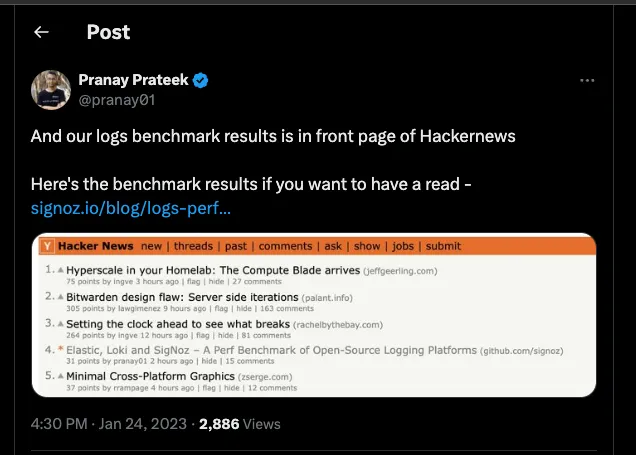 Post
Pranay Prateek
@pranay01
And our logs benchmark results is in front page of Hackernews
Here's the benchmark results if you want to have a read -
signoz.io/blog/logs-perf...
Y Hacker News new | threads | past | comments | ask | show | jobs | submit
1. Hyperscale in your Homelab: The Compute Blade arrives (jeffgeerling.com)
75 points by ingve 3 hours ago | flag | hide | 27 comments
2. Bitwarden design flaw: Server side iterations (palant.info)
305 points by lawgimenez 9 hours ago | flag | hide | 163 comments
3. Setting the clock ahead to see what breaks (rachelbythebay.com)
264 points by ingve 12 hours ago | flag | hide | 81 comments
4. * Elastic, Loki and SigNoz – A Perf Benchmark of Open-Source Logging Platforms (github.com/signoz)
31 points by pranay01 2 hours ago | hide | 15 comments
5. Minimal Cross-Platform Graphics (zserge.com)
37 points by rrampage 4 hours ago | flag | hide | 12 comments
4:30 PM · Jan 24, 2023 · 2,886 Views